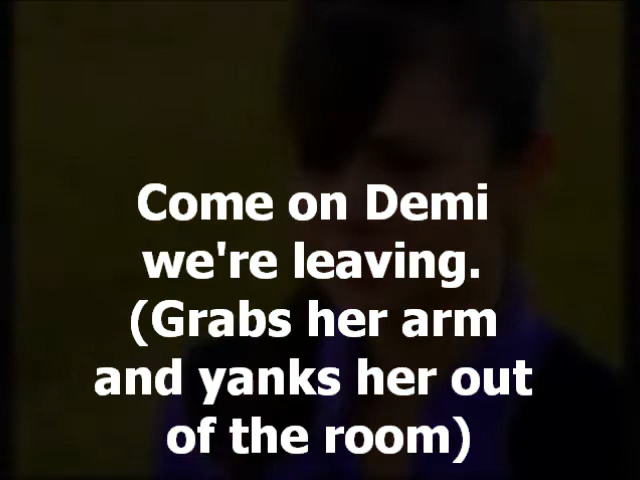 Come on Demi
we're leaving.
(Grabs her arm
and yanks her out
of the room)